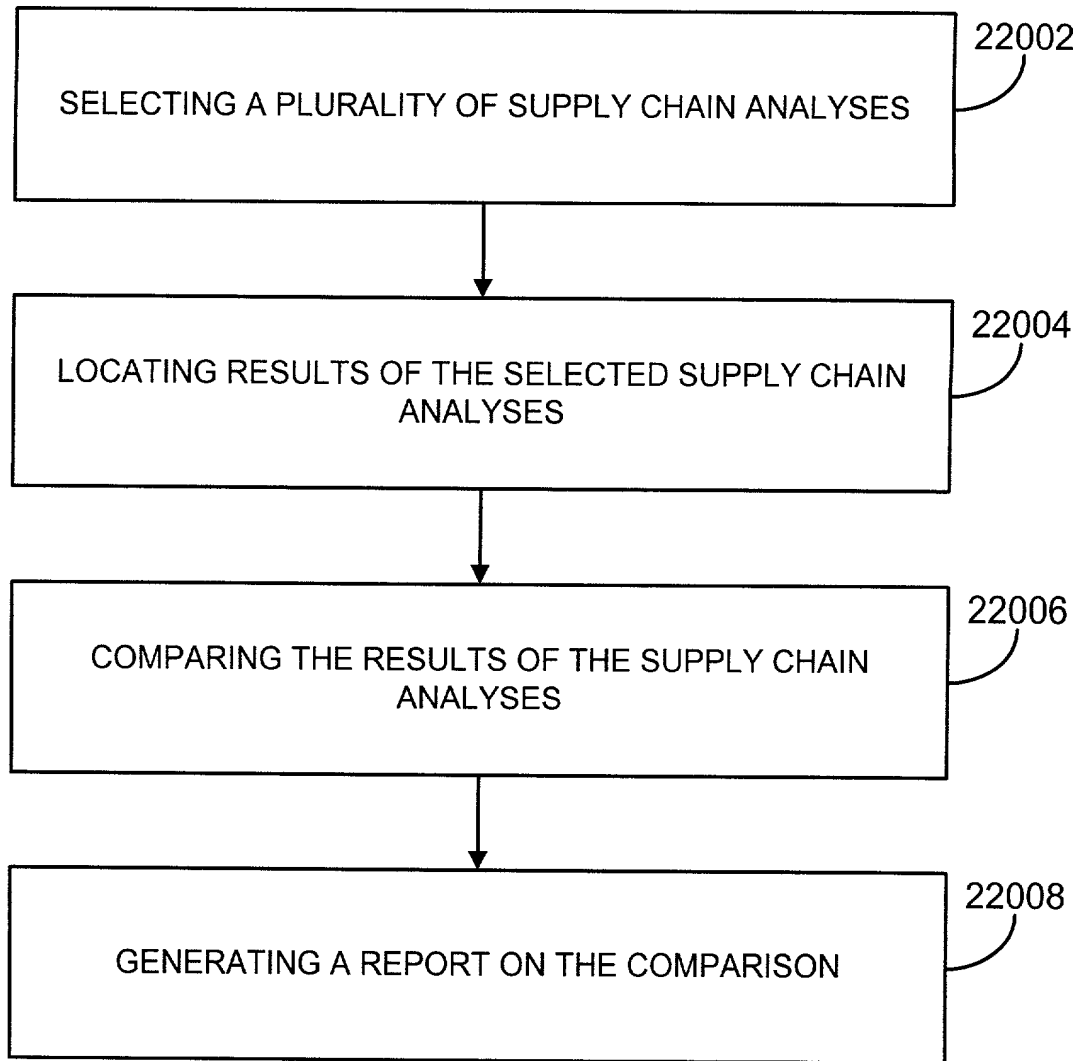 22002
SELECTING A PLURALITY OF SUPPLY CHAIN ANALYSES
22004
LOCATING RESULTS OF THE SELECTED SUPPLY CHAIN
ANALYSES
22006
COMPARING THE RESULTS OF THE SUPPLY CHAIN
ANALYSES
22008
GENERATING A REPORT ON THE COMPARISON